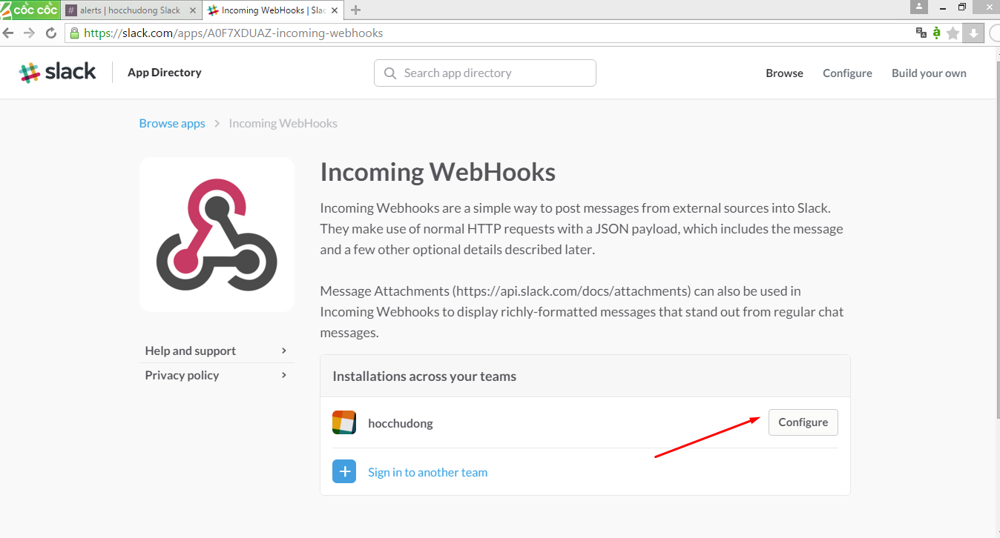 cốc cốc
# alerts | hocchudong Slack
Incoming WebHooks | Slac
https://slack.com/apps/A0F7XDUAZ-incoming-webhooks
slack
App Directory
Search app directory
Browse
Configure
Build your own
Browse apps > Incoming WebHooks
Incoming WebHooks
Incoming Webhooks are a simple way to post messages from external sources into Slack.
They make use of normal HTTP requests with a JSON payload, which includes the message
and a few other optional details described later.
Message Attachments (https://api.slack.com/docs/attachments) can also be used in
Incoming Webhooks to display richly-formatted messages that stand out from regular chat
messages.
Help and support
Privacy policy
Installations across your teams
hocchudong
Configure
Sign in to another team